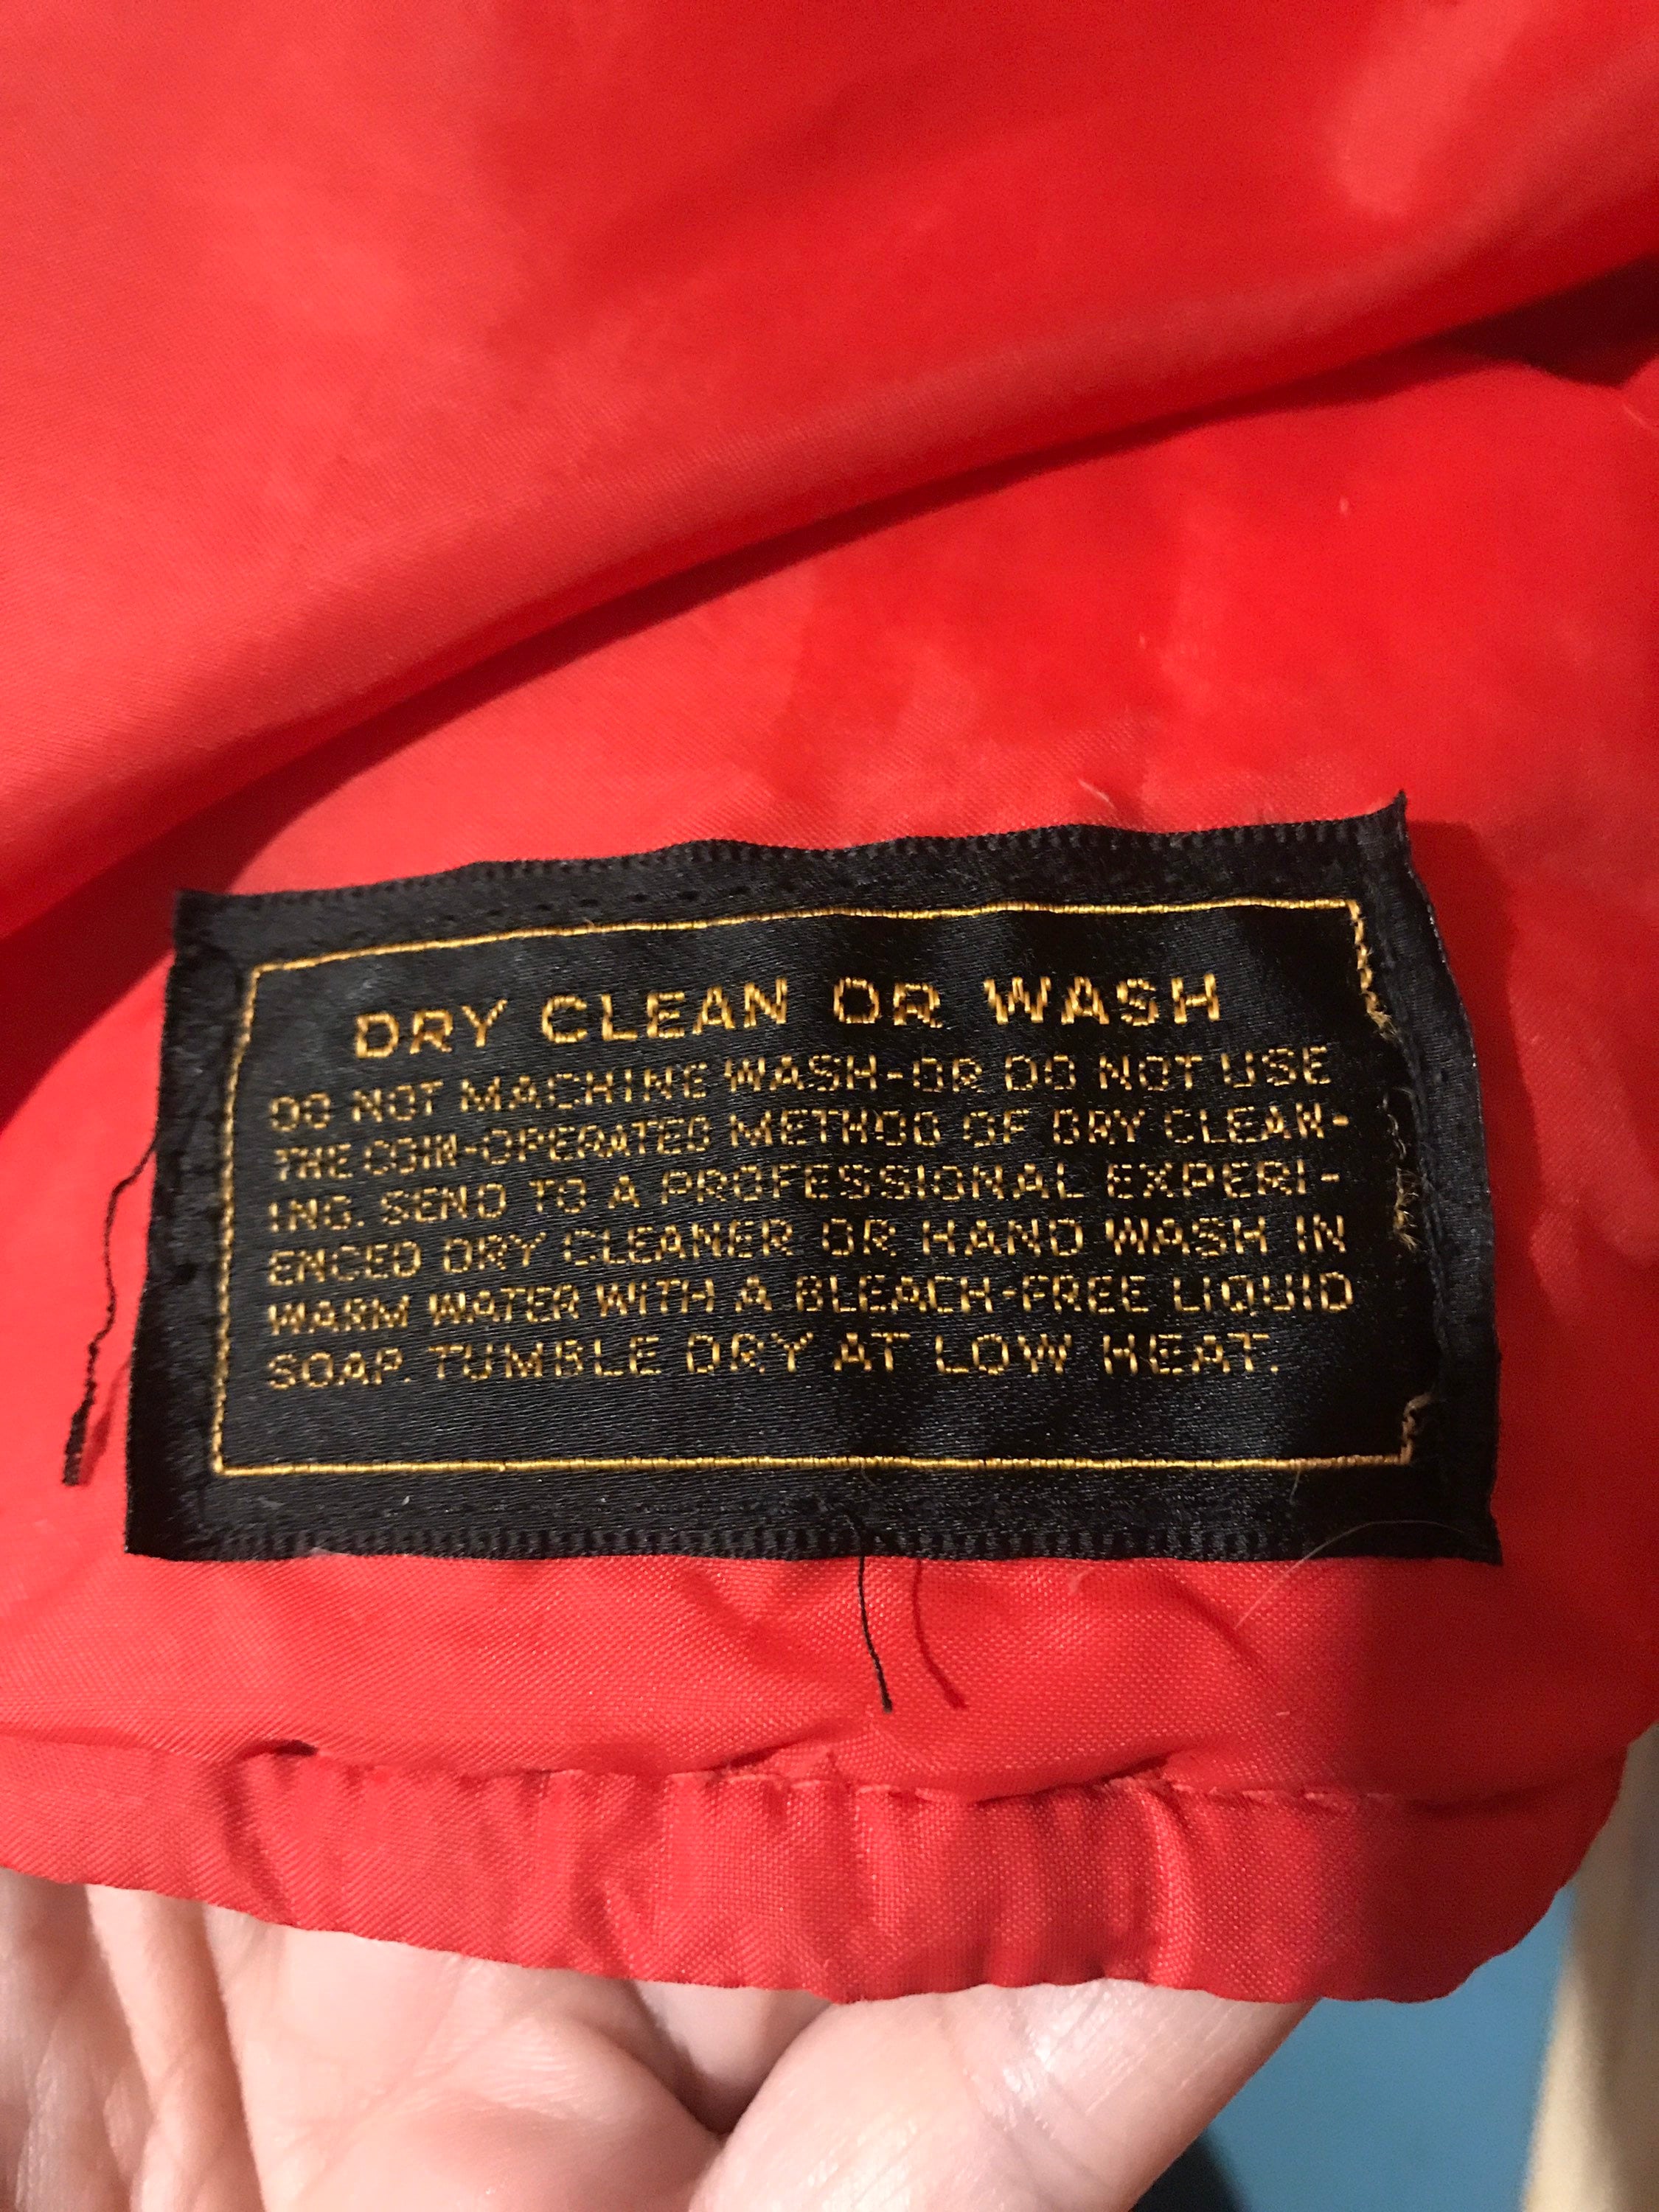 DRY CLEAN OR WASH
DO NOT MACHINE WASH-OR DO NOT USE
THE COIN-OPERATED METHOD OF DRY CLEAN-
ING. SEND TO A PROFESSIONAL EXPERI-
ENCED DRY CLEANER OR HAND WASH IN
WARM WATER WITH A BLEACH-FREE LIQUID
SOAP. TUMBLE DRY AT LOW HEAT.